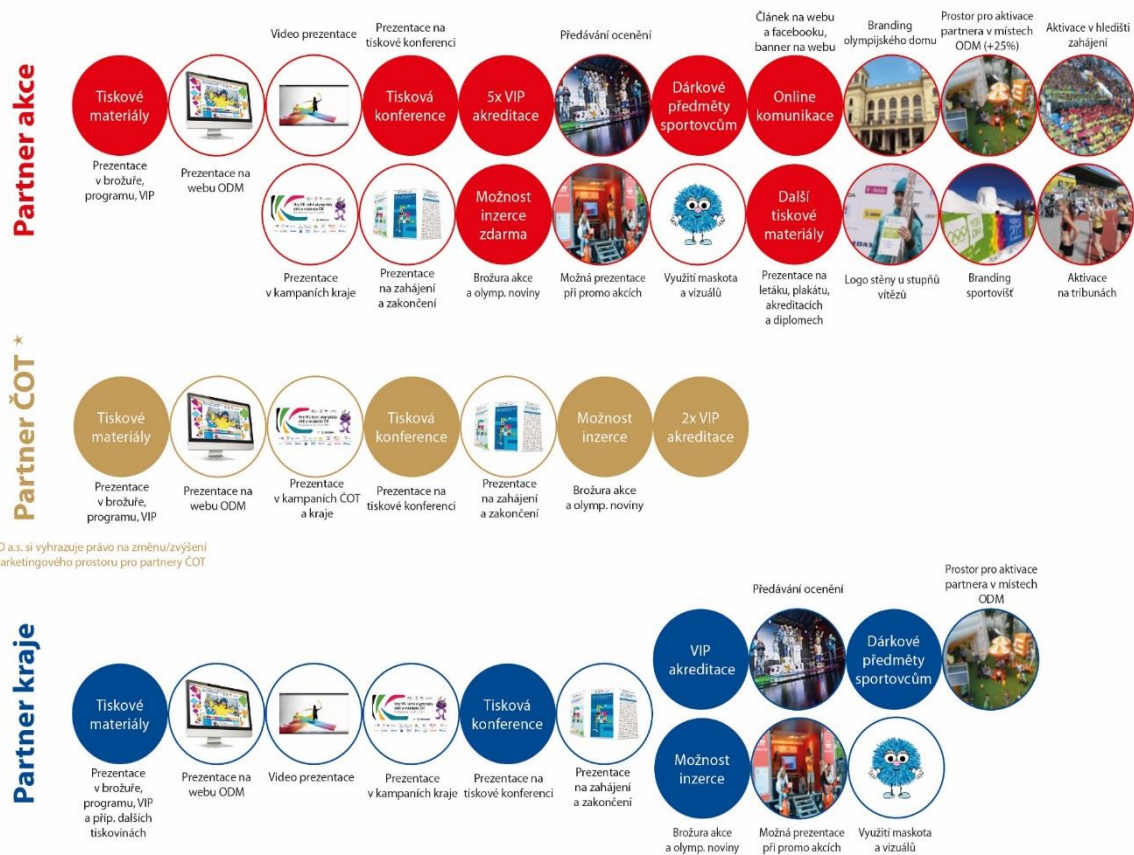 Partner akce
Video prezentace
Prezentace na
tiskové konferenci
Předávání ocenění
Článek na webu
a facebooku,
banner na webu
Branding
olympijského domu
Prostor pro aktivace
partnera v místech
ODM (+25%)
Aktivace v hledišti
zahájení
Tiskové
materiály
Tisková
konference
5x VIP
akreditace
Dárkové
předměty
sportovcům
Online
komunikace
Prezentace
v brožuře,
programu, VIP
Prezentace na
webu ODM
Možnost
inzerce
zdarma
Další
tiskové
materiály
Prezentace
v kampaních kraje
Prezentace
na zahájení
a zakončení
Brožura akce
a olymp. noviny
Možná prezentace
při promo akcích
Využití maskota
a vizuálů
Prezentace na
letáku, plakátu,
akreditacích
a diplomech
Logo stěny u stupňů
vítězů
Branding
sportovišť
Aktivace
na tribunách
Partner ČOT *
Tiskové
materiály
Tisková
konference
Možnost
inzerce
2x VIP
akreditace
Prezentace
v brožuře,
programu, VIP
Prezentace na
webu ODM
Prezentace
v kampaních ČOT
a kraje
Prezentace na
tiskové konferenci
Prezentace
na zahájení
a zakončení
Brožura akce
a olymp. noviny
a.s. si vyhrazuje právo na změnu/zvýšení
marketingového prostoru pro partnery ČOT
Partner kraje
Předávání ocenění
Prostor pro aktivace
partnera v místech
ODM
VIP
akreditace
Dárkové
předměty
sportovcům
Tiskové
materiály
Tisková
konference
Prezentace
v brožuře,
programu, VIP
a příp. dalších
tiskovinách
Prezentace na
webu ODM
Video prezentace
Prezentace
v kampaních kraje
Prezentace na
tiskové konferenci
Prezentace
na zahájení
a zakončení
Možnost
inzerce
Brožura akce
a olymp. noviny
Možná prezentace
při promo akcích
Využití maskota
a vizuálů